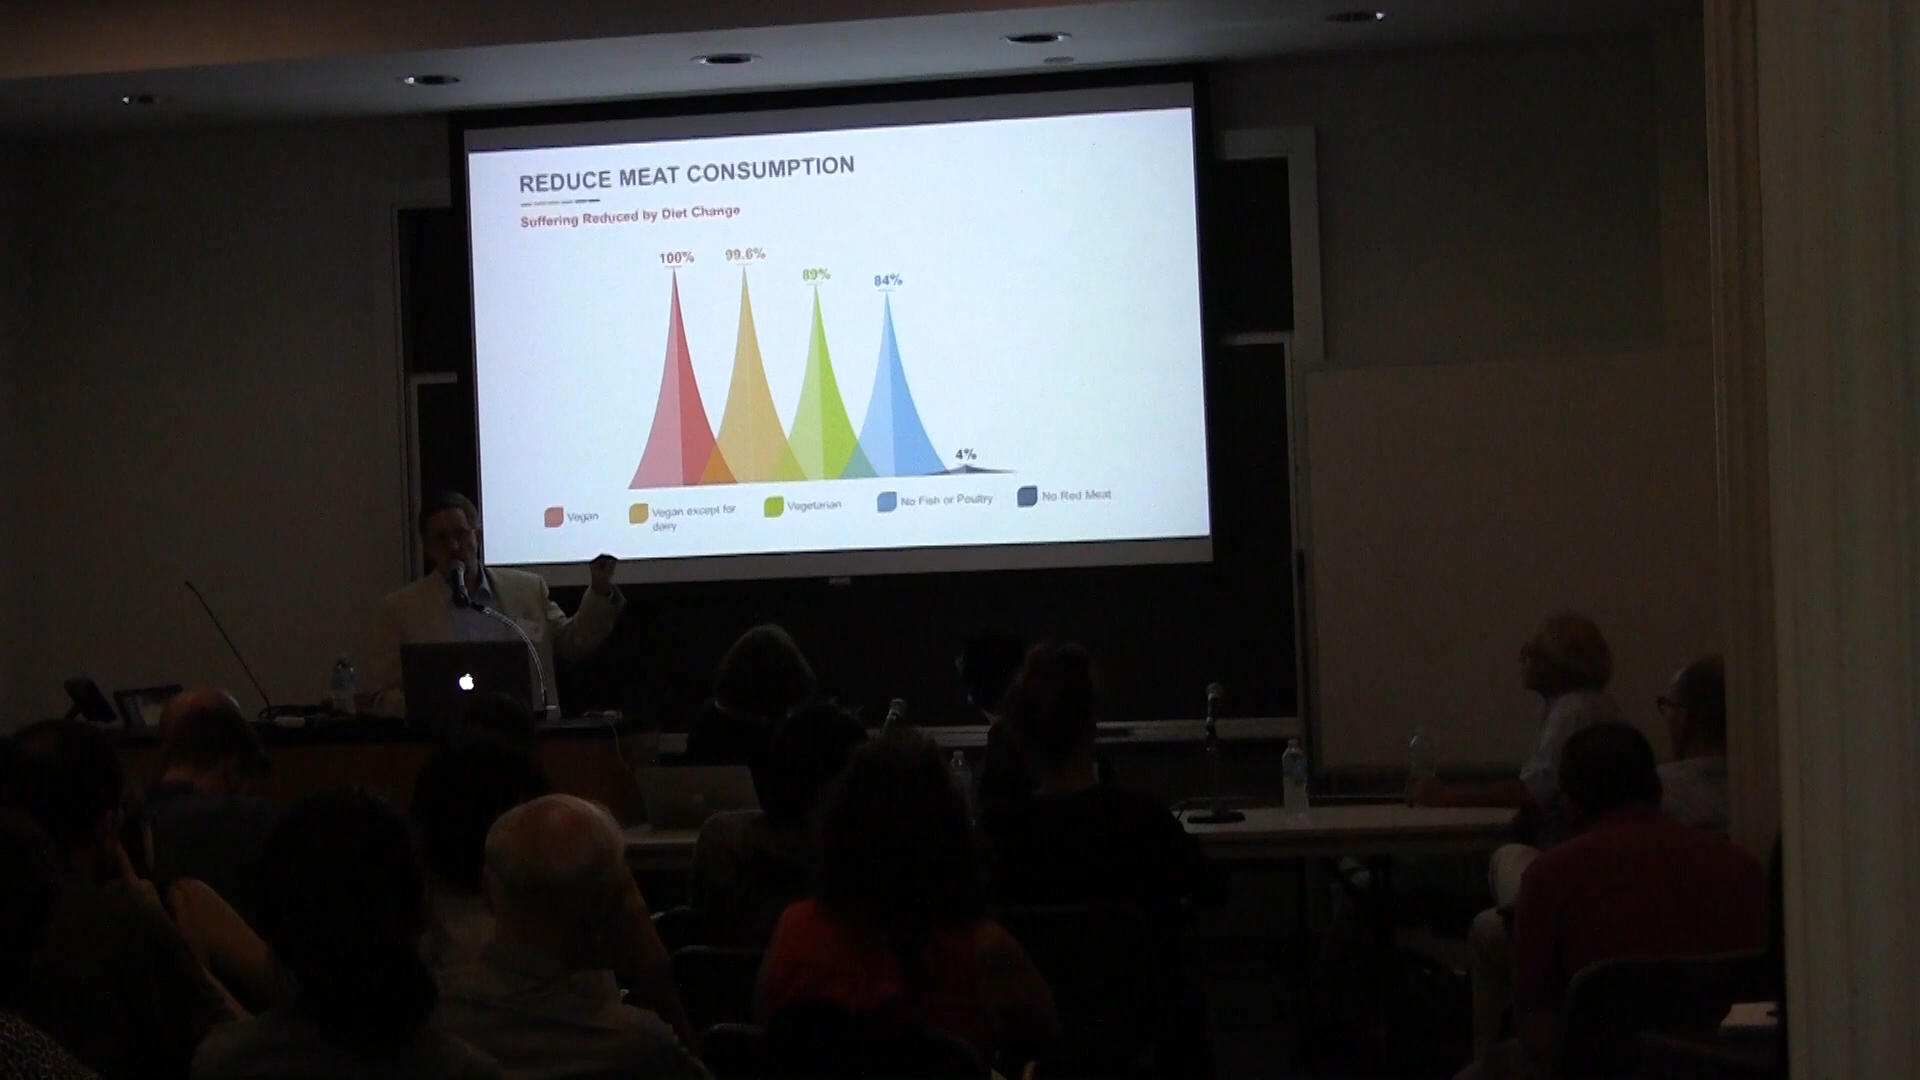 REDUCE MEAT CONSUMPTION
Suffering Reduced by Diet Change
100%
99.6%
89%
84%
4%
Vegan
Vegan except for
dairy
Vegetarian
No Fish or Poultry
No Red Meat